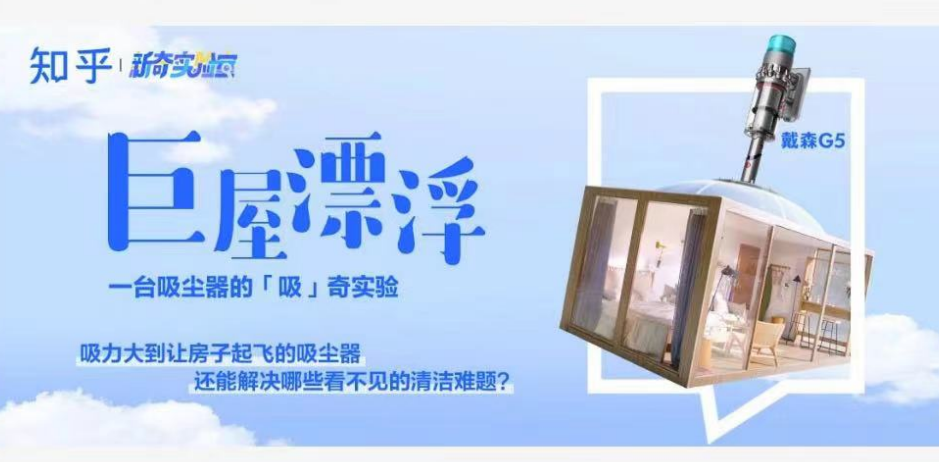 知乎 | 新奇实验室
戴森G5
巨屋漂浮
一台吸尘器的「吸」奇实验
吸力大到让房子起飞的吸尘器
还能解决哪些看不见的清洁难题?